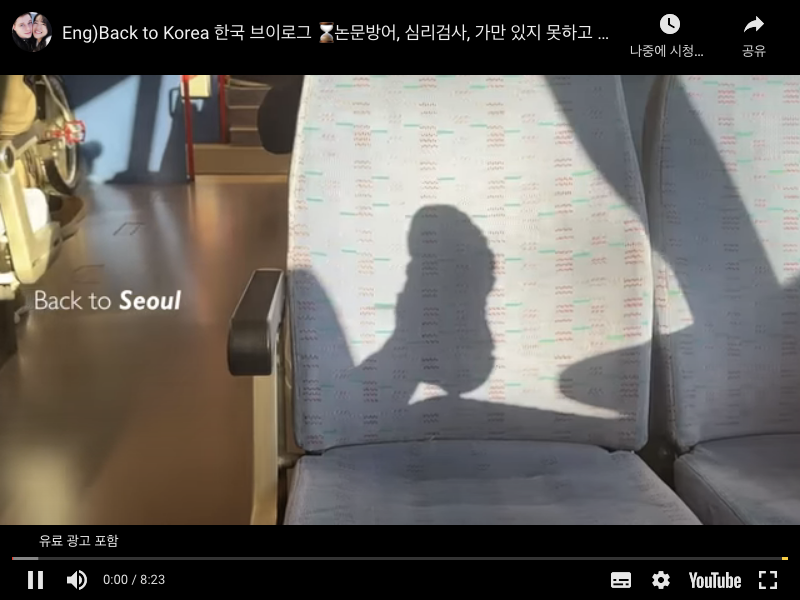 Eng)Back to Korea 한국 브이로그 ⏳논문방어, 심리검사, 가만 있지 못하고 ...
나중에 시청...
공유
Back to Seoul
유료 광고 포함
0:00 / 8:23
YouTube